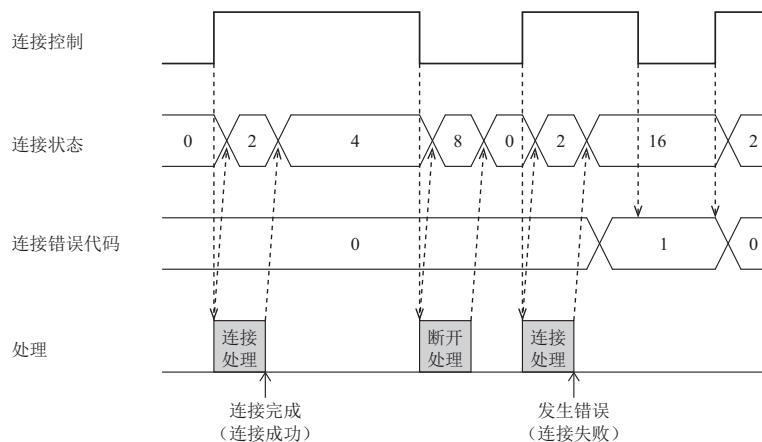 连接控制
连接状态
0
2
4
8
0
2
16
2
连接错误代码
0
1
0
处理
连接
处理
断开
处理
连接
处理
连接完成
（连接成功）
发生错误
（连接失败）